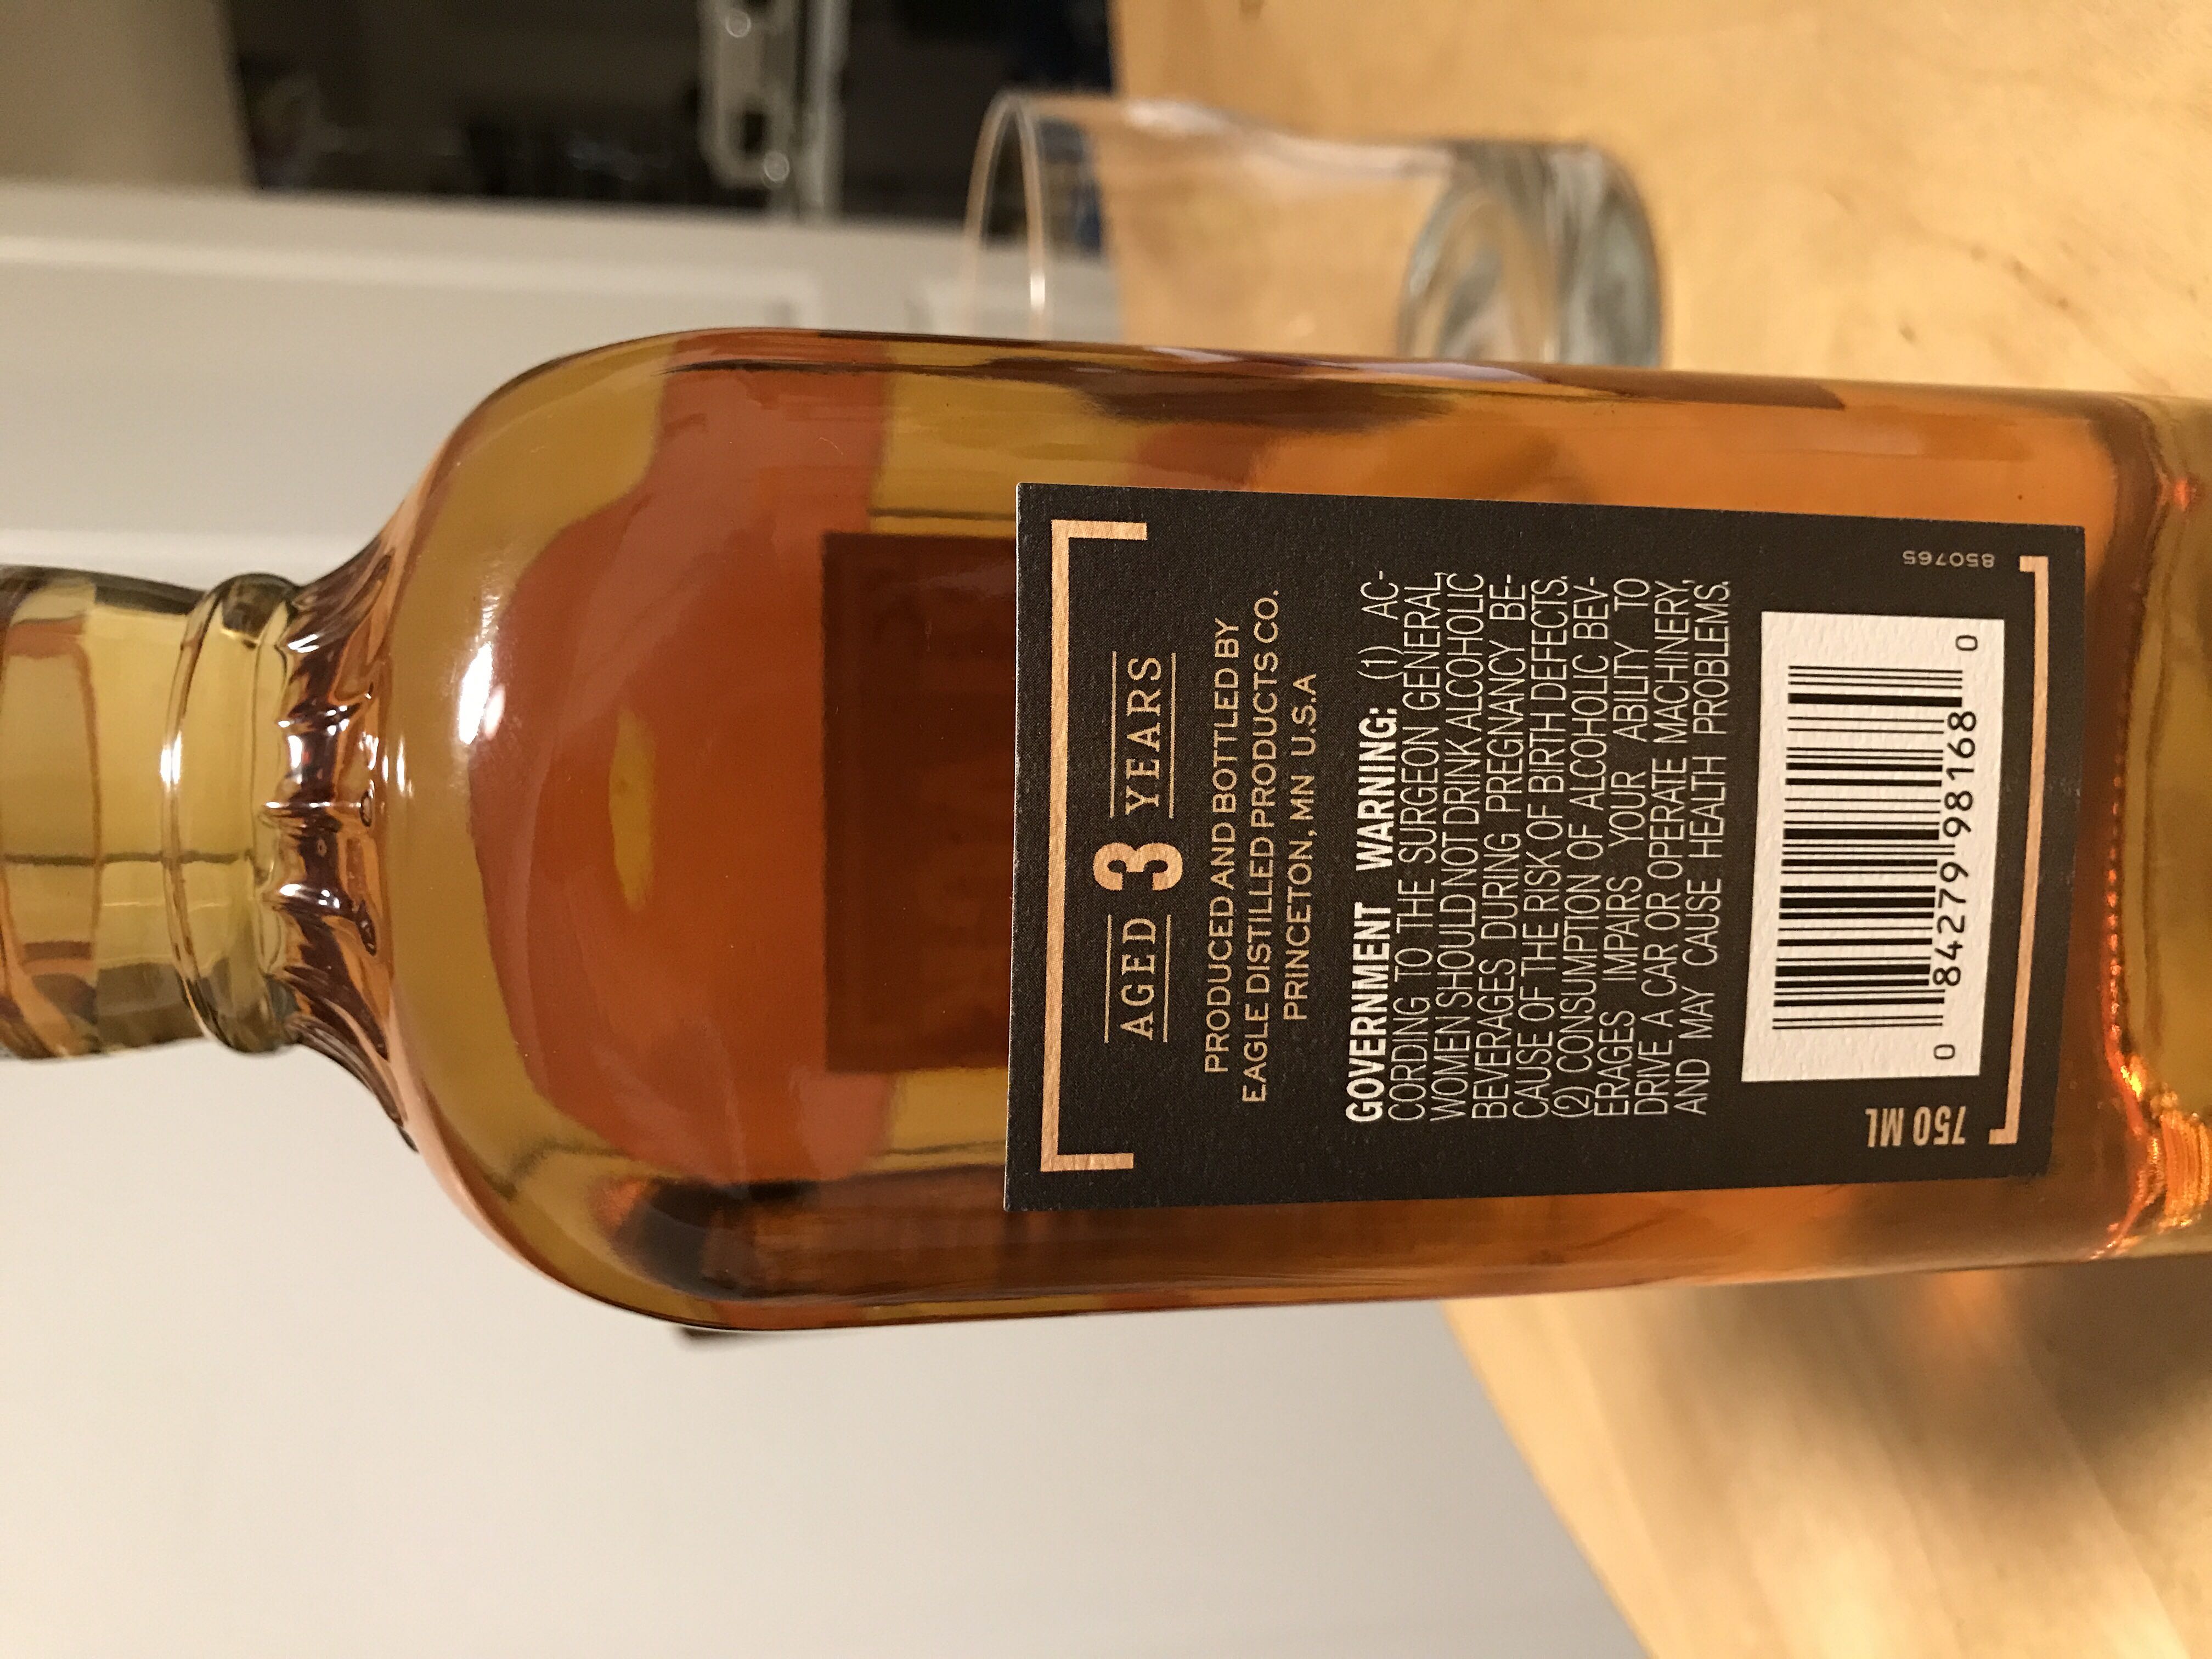 AGED 3 YEARS
PRODUCED AND BOTTLED BY
EAGLE DISTILLED PRODUCTS CO.
PRINCETON, MN U.S.A
GOVERNMENT WARNING: (1) AC-
CORDING TO THE SURGEON GENERAL,
WOMEN SHOULD NOT DRINK ALCOHOLIC
BEVERAGES DURING PREGNANCY BE-
CAUSE OF THE RISK OF BIRTH DEFECTS.
(2) CONSUMPTION OF ALCOHOLIC BEV-
ERAGES IMPAIRS YOUR ABILITY TO
DRIVE A CAR OR OPERATE MACHINERY,
AND MAY CAUSE HEALTH PROBLEMS.
0 84279 98168 0
750 ML
850765